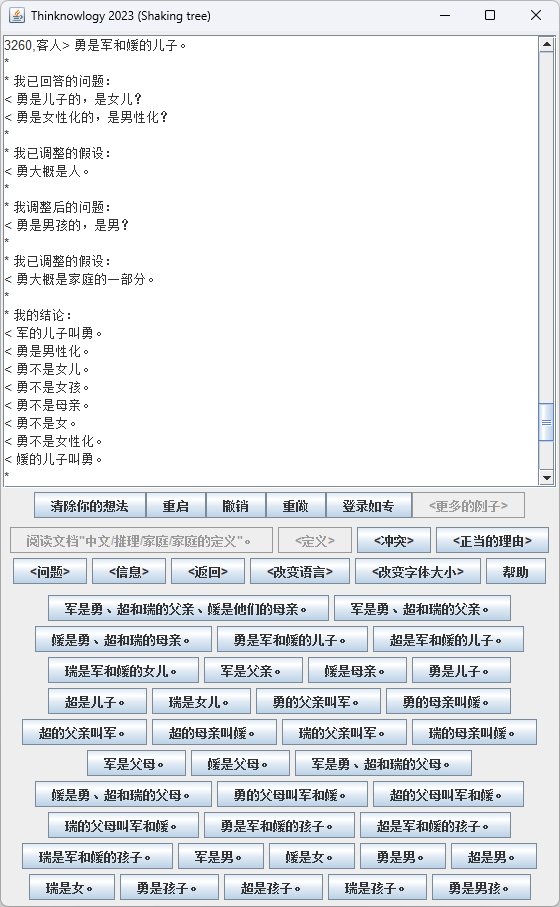 Thinknowlogy 2023 (Shaking tree)
3260,客人> 勇是军和媛的儿子。
*
* 我已回答的问题：
< 勇是儿子的，是女儿？
< 勇是女性化的，是男性化？
*
* 我已调整的假设：
< 勇大概是人。
*
* 我调整后的问题：
< 勇是男孩的，是男？
*
* 我已调整的假设：
< 勇大概是家庭的一部分。
*
* 我的结论：
< 军的儿子叫勇。
< 勇是男性化。
< 勇不是女儿。
< 勇不是女孩。
< 勇不是母亲。
< 勇不是女。
< 勇不是女性化。
< 媛的儿子叫勇。
*
清除你的想法 重启 撤销 重做 登录如专 <更多的例子>
阅读文档"中文/推理/家庭/家庭的定义"。 <定义> <冲突> <正当的理由>
<问题> <信息> <返回> <改变语言> <改变字体大小> 帮助
军是勇、超和瑞的父亲、媛是他们的母亲。 军是勇、超和瑞的父亲。
媛是勇、超和瑞的母亲。 勇是军和媛的儿子。 超是军和媛的儿子。
瑞是军和媛的女儿。 军是父亲。 媛是母亲。 勇是儿子。
超是儿子。 瑞是女儿。 勇的父亲叫军。 勇的母亲叫媛。
超的父亲叫军。 超的母亲叫媛。 瑞的父亲叫军。 瑞的母亲叫媛。
军是父母。 媛是父母。 军是勇、超和瑞的父母。
媛是勇、超和瑞的父母。 勇的父母叫军和媛。 超的父母叫军和媛。
瑞的父母叫军和媛。 勇是军和媛的孩子。 超是军和媛的孩子。
瑞是军和媛的孩子。 军是男。 媛是女。 勇是男。 超是男。
瑞是女。 勇是孩子。 超是孩子。 瑞是孩子。 勇是男孩。